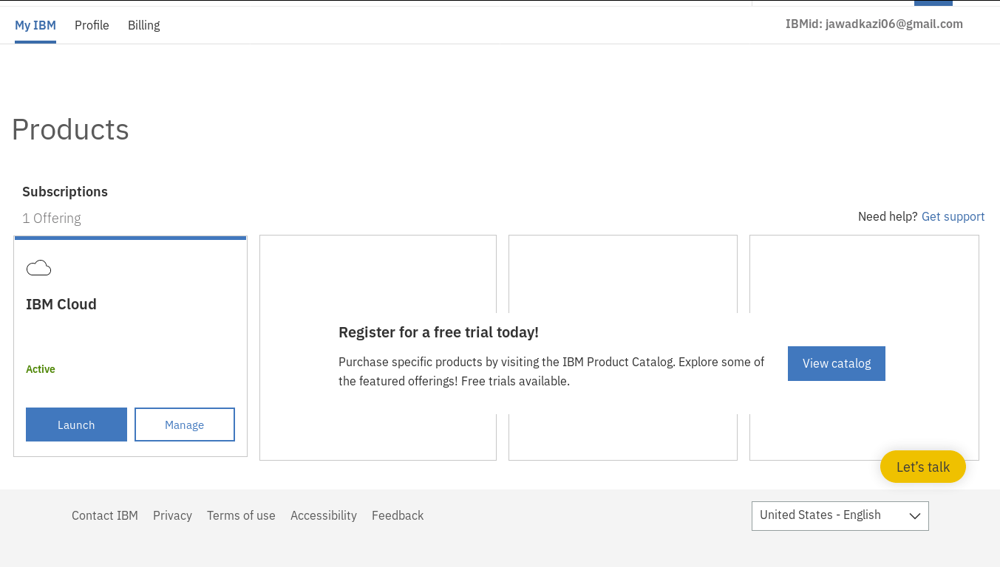 My IBM Profile Billing
IBMid: jawadkazi06@gmail.com
Products
Subscriptions
1 Offering
Need help? Get support
IBM Cloud
Active
Launch
Manage
Register for a free trial today!
Purchase specific products by visiting the IBM Product Catalog. Explore some of
the featured offerings! Free trials available.
View catalog
Let’s talk
Contact IBM Privacy Terms of use Accessibility Feedback
United States - English